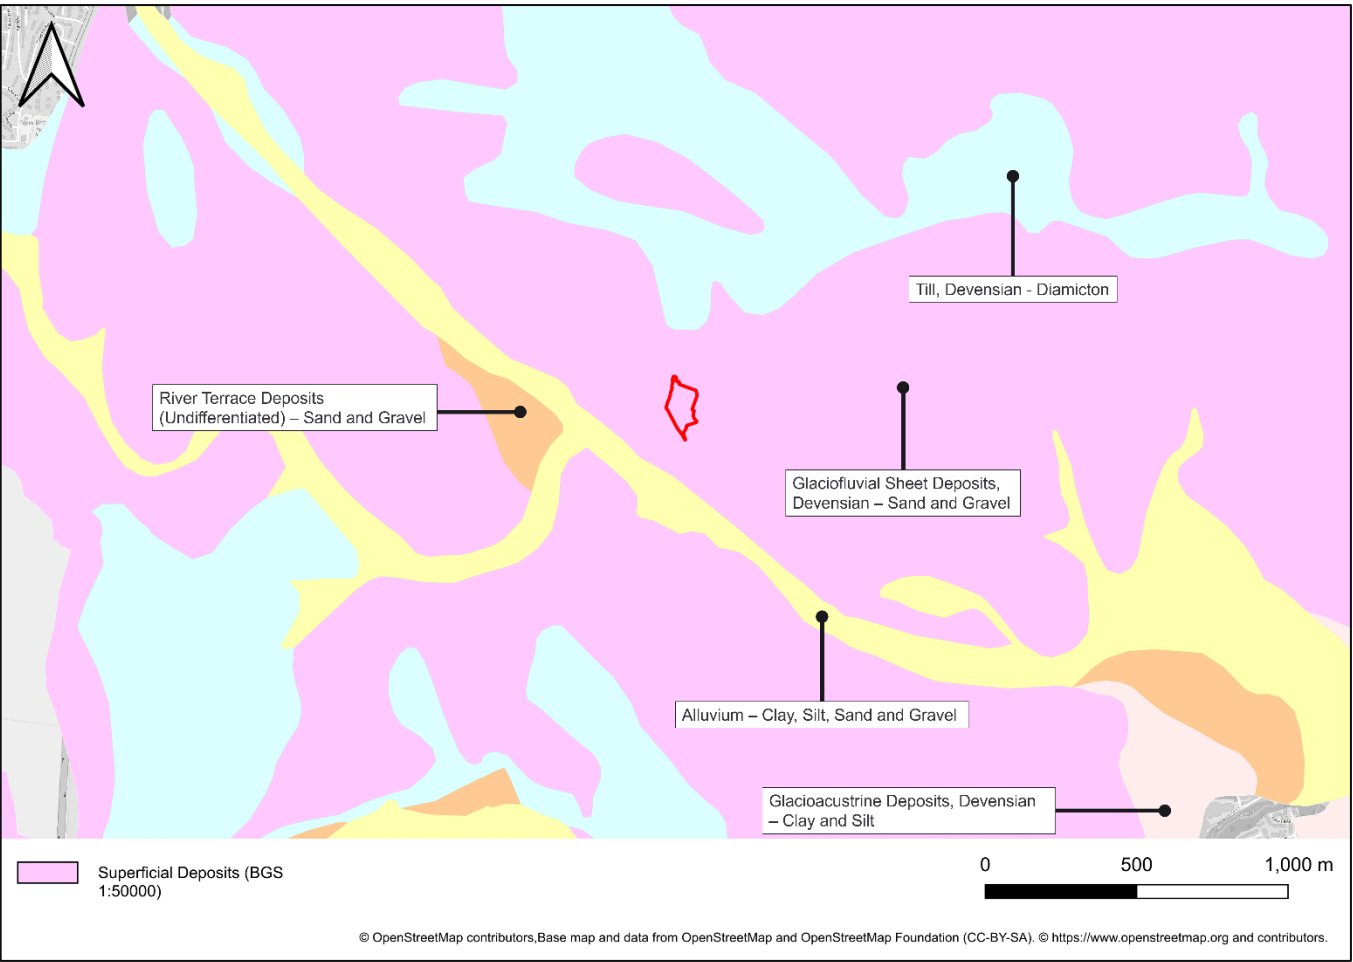 Till, Devensian - Diamicton
River Terrace Deposits
(Undifferentiated) – Sand and Gravel
Glaciofluvial Sheet Deposits,
Devensian – Sand and Gravel
Alluvium – Clay, Silt, Sand and Gravel
Glacioacustrine Deposits, Devensian
– Clay and Silt
Superficial Deposits (BGS
1:50000)
0 500 1,000 m
© OpenStreetMap contributors,Base map and data from OpenStreetMap and OpenStreetMap Foundation (CC-BY-SA). © https://www.openstreetmap.org and contributors.